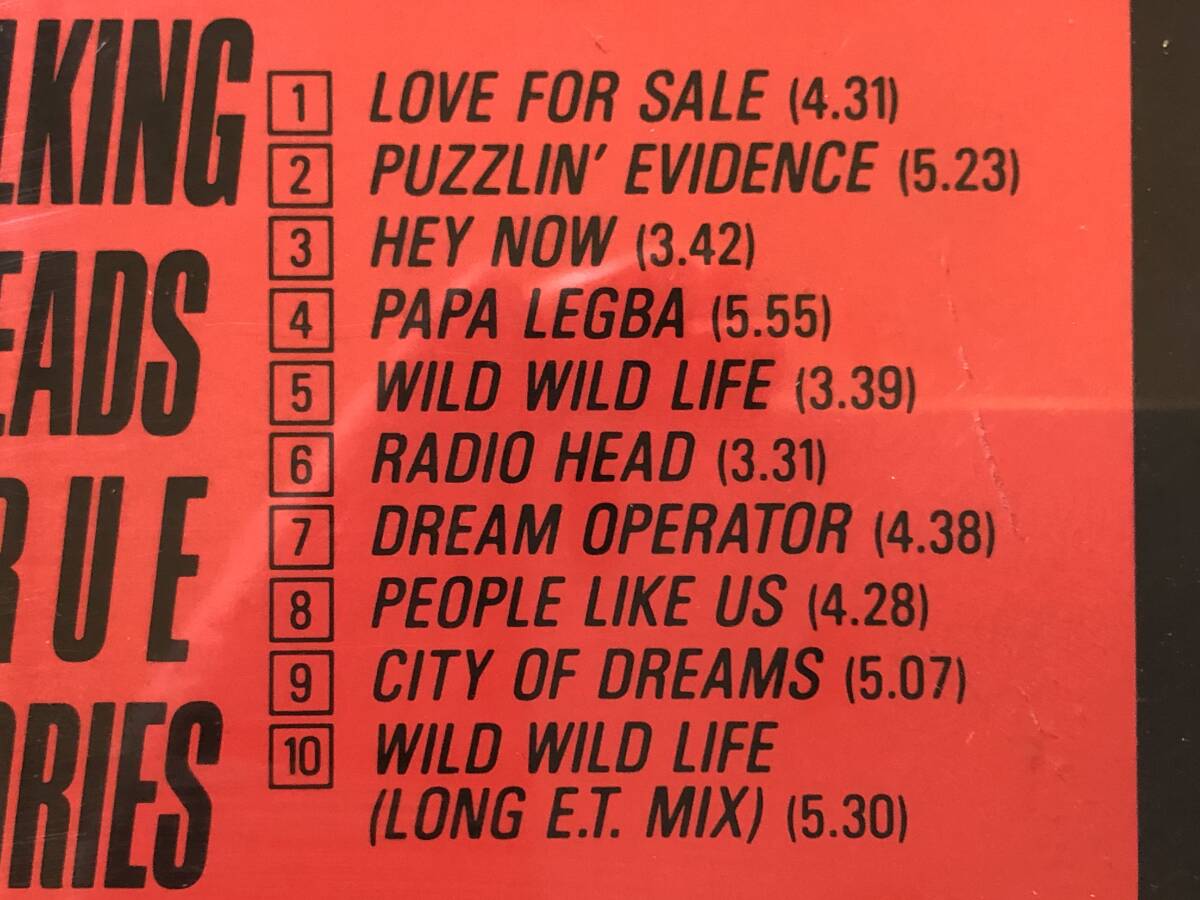 LKING
EADS
RUE
ORIES
1 LOVE FOR SALE (4.31)
2 PUZZLIN' EVIDENCE (5.23)
3 HEY NOW (3.42)
4 PAPA LEGBA (5.55)
5 WILD WILD LIFE (3.39)
6 RADIO HEAD (3.31)
7 DREAM OPERATOR (4.38)
8 PEOPLE LIKE US (4.28)
9 CITY OF DREAMS (5.07)
10 WILD WILD LIFE
(LONG E.T. MIX) (5.30)